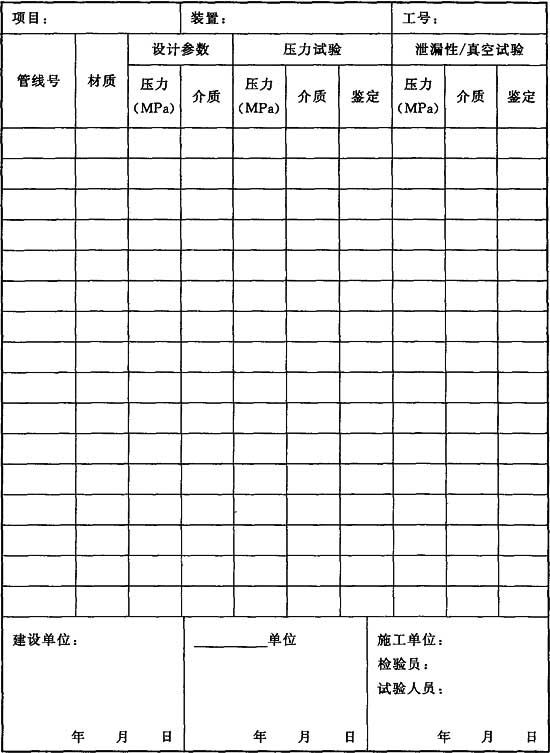 项目： 装置： 工号：
管线号 材质 设计参数 压力试验 泄漏性/真空试验
压力（MPa） 介质 压力（MPa） 介质 鉴定 压力（MPa） 介质 鉴定
建设单位： ________单位 施工单位：
检验员：
试验人员：
年 月 日 年 月 日 年 月 日